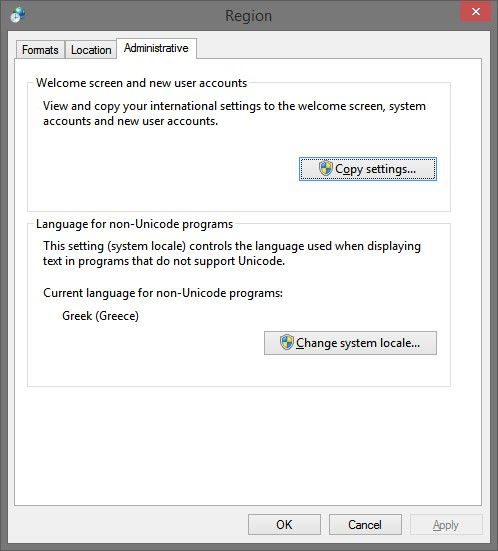 Region
Formats Location Administrative
Welcome screen and new user accounts
View and copy your international settings to the welcome screen, system
accounts and new user accounts.
Copy settings...
Language for non-Unicode programs
This setting (system locale) controls the language used when displaying
text in programs that do not support Unicode.
Current language for non-Unicode programs:
Greek (Greece)
Change system locale...
OK Cancel Apply